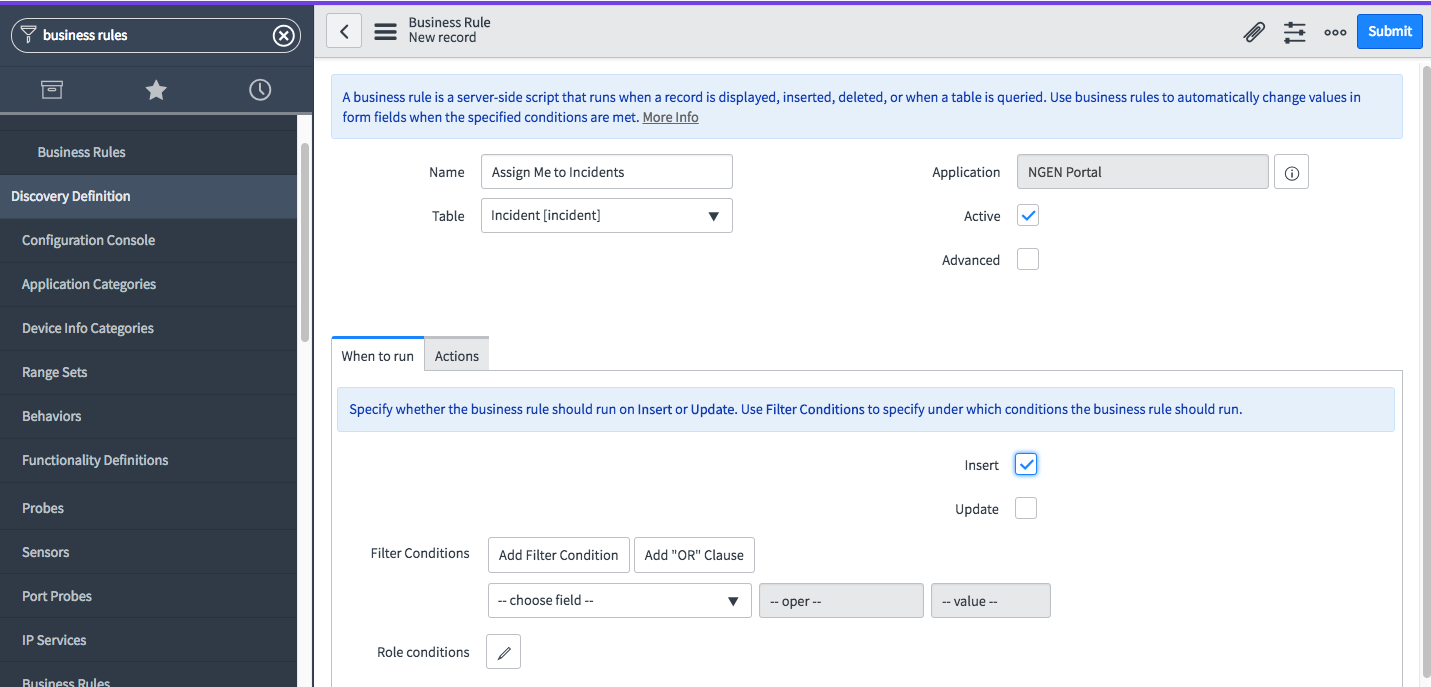 business rules
Business Rules
Discovery Definition
Configuration Console
Application Categories
Device Info Categories
Range Sets
Behaviors
Functionality Definitions
Probes
Sensors
Port Probes
IP Services
Business Rules
Business Rule
New record
Submit
A business rule is a server-side script that runs when a record is displayed, inserted, deleted, or when a table is queried. Use business rules to automatically change values in
form fields when the specified conditions are met. More Info
Name Assign Me to Incidents
Application NGEN Portal
Table Incident [incident]
Active
Advanced
When to run Actions
Specify whether the business rule should run on Insert or Update. Use Filter Conditions to specify under which conditions the business rule should run.
Insert
Update
Filter Conditions Add Filter Condition Add "OR" Clause
-- choose field -- -- oper -- -- value --
Role conditions